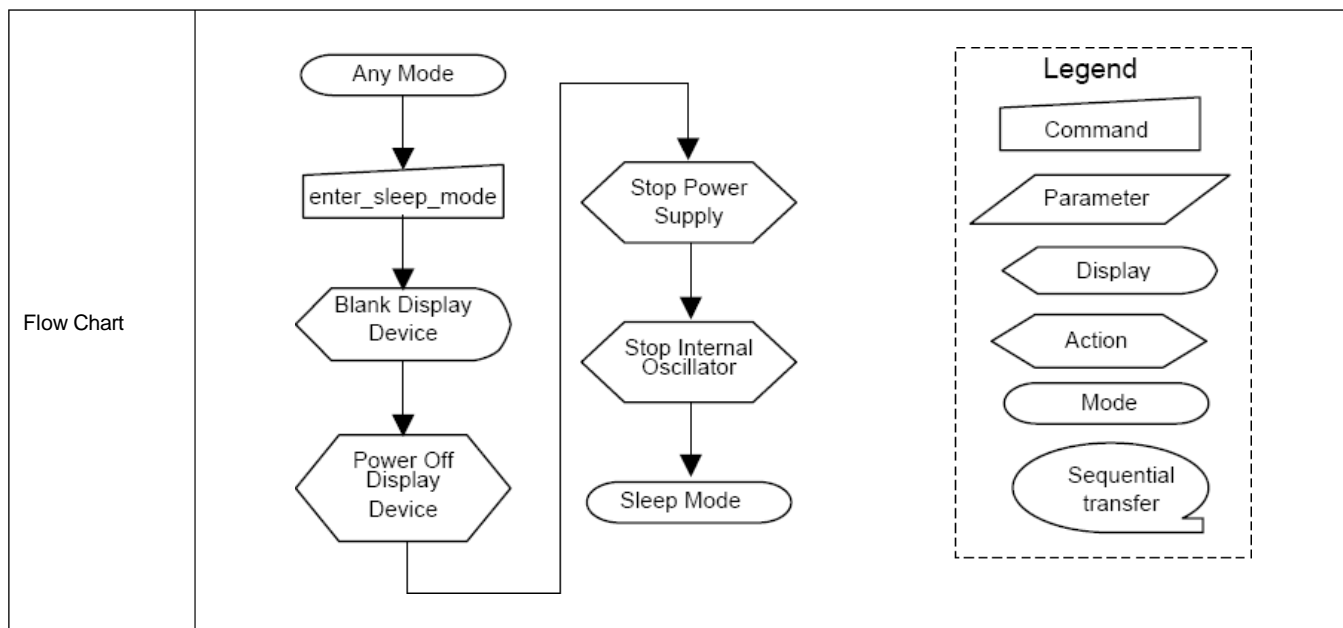 Flow Chart
Any Mode
enter_sleep_mode
Blank Display
Device
Power Off
Display
Device
Stop Power
Supply
Stop Internal
Oscillator
Sleep Mode
Legend
Command
Parameter
Display
Action
Mode
Sequential
transfer